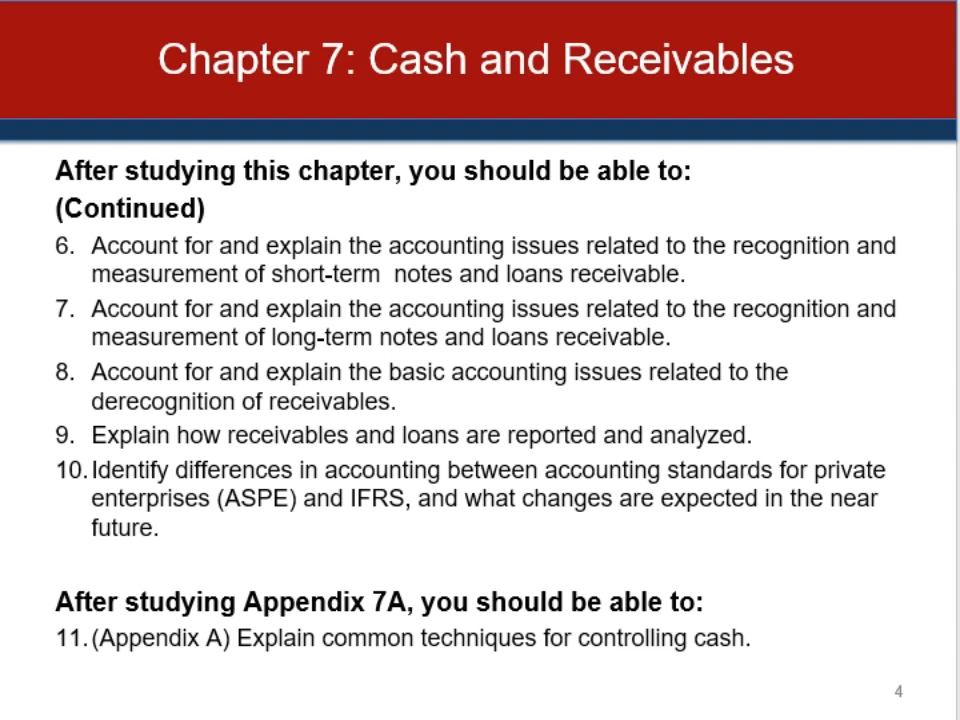 Chapter 7: Cash and Receivables
After studying this chapter, you should be able to:
(Continued)
6. Account for and explain the accounting issues related to the recognition and
measurement of short-term  notes and loans receivable.
7. Account for and explain the accounting issues related to the recognition and
measurement of long-term notes and loans receivable.
8. Account for and explain the basic accounting issues related to the
derecognition of receivables.
9. Explain how receivables and loans are reported and analyzed.
10. Identify differences in accounting between accounting standards for private
enterprises (ASPE) and IFRS, and what changes are expected in the near
future.
After studying Appendix 7A, you should be able to:
11. (Appendix A) Explain common techniques for controlling cash.
4